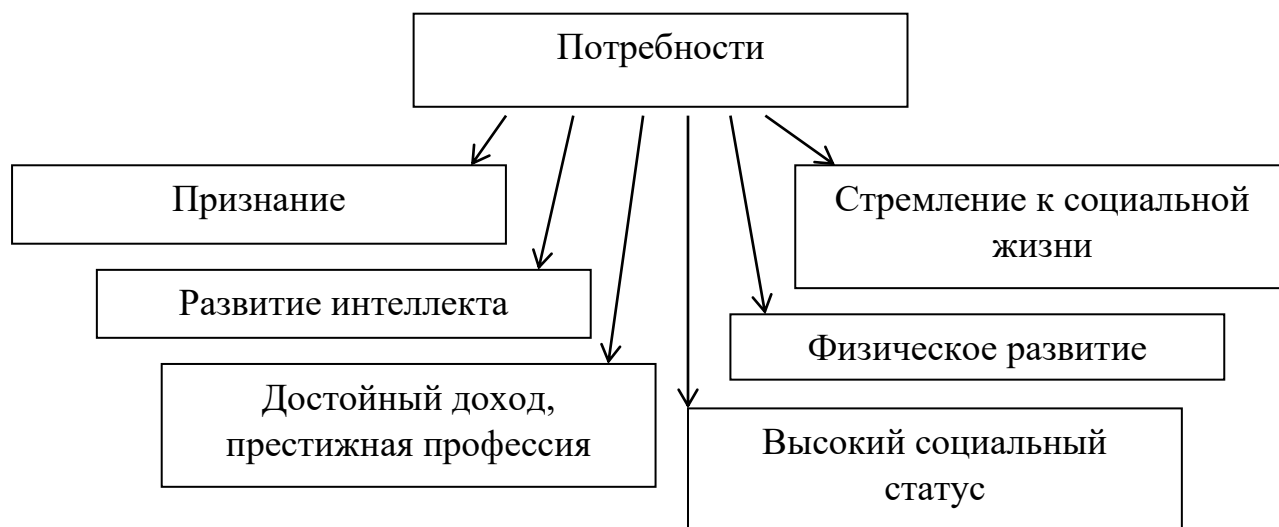 Потребности
Признание
Стремление к социальной
жизни
Развитие интеллекта
Физическое развитие
Достойный доход,
престижная профессия
Высокий социальный
статус